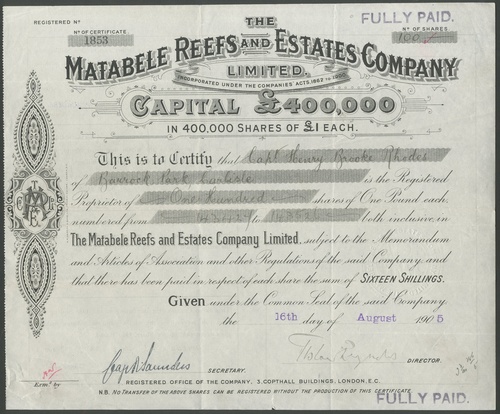 REGISTERED NO
FULLY PAID.
NO OF CERTIFICATE
1853
NO OF SHARES
100
THE
MATABELE REEFS AND ESTATES COMPANY
LIMITED.
INCORPORATED UNDER THE COMPANIES' ACTS, 1862 TO 1900
CAPITAL £400,000
IN 400,000 SHARES OF £1 EACH.
This is to Certify that Capt Henry Brooke Rhodes
of Park Carlisle is the Registered
Proprietor of One Hundred shares of One Pound each,
numbered from to both inclusive in
The Matabele Reefs and Estates Company Limited, subject to the Memorandum
and Articles of Association and other Regulations of the said Company, and
that there has been paid in respect of each share the sum of SIXTEEN SHILLINGS.
Given under the Common Seal of the said Company,
the 16th day of August 1905
SECRETARY.
DIRECTOR.
Exmd. by
REGISTERED OFFICE OF THE COMPANY, 3, COPTHALL BUILDINGS, LONDON, E.C.
N.B. NO TRANSFER OF THE ABOVE SHARES CAN BE REGISTERED WITHOUT THE PRODUCTION OF THIS CERTIFICATE
FULLY PAID.